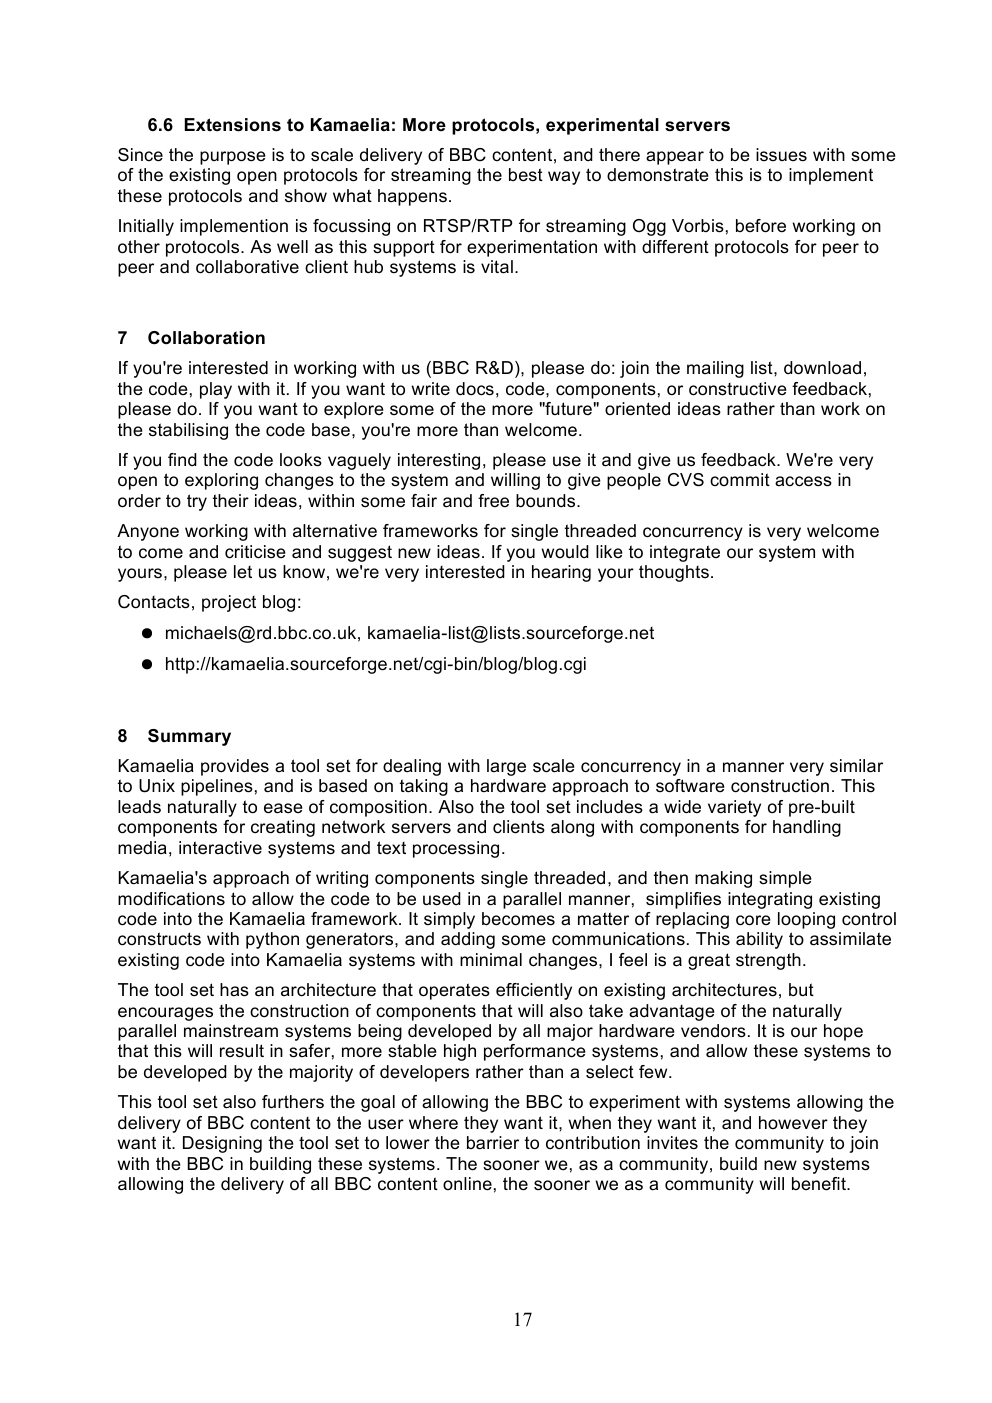 6.6 Extensions to Kamaelia: More protocols, experimental servers
Since the purpose is to scale delivery of BBC content, and there appear to be issues with some
of the existing open protocols for streaming the best way to demonstrate this is to implement
these protocols and show what happens.
Initially implemention is focussing on RTSP/RTP for streaming Ogg Vorbis, before working on
other protocols. As well as this support for experimentation with different protocols for peer to
peer and collaborative client hub systems is vital.
7 Collaboration
If you're interested in working with us (BBC R&D), please do: join the mailing list, download,
the code, play with it. If you want to write docs, code, components, or constructive feedback,
please do. If you want to explore some of the more "future" oriented ideas rather than work on
the stabilising the code base, you're more than welcome.
If you find the code looks vaguely interesting, please use it and give us feedback. We're very
open to exploring changes to the system and willing to give people CVS commit access in
order to try their ideas, within some fair and free bounds.
Anyone working with alternative frameworks for single threaded concurrency is very welcome
to come and criticise and suggest new ideas. If you would like to integrate our system with
yours, please let us know, we're very interested in hearing your thoughts.
Contacts, project blog:
● michaels@rd.bbc.co.uk, kamaelia-list@lists.sourceforge.net
● http://kamaelia.sourceforge.net/cgi-bin/blog/blog.cgi
8 Summary
Kamaelia provides a tool set for dealing with large scale concurrency in a manner very similar
to Unix pipelines, and is based on taking a hardware approach to software construction. This
leads naturally to ease of composition. Also the tool set includes a wide variety of pre-built
components for creating network servers and clients along with components for handling
media, interactive systems and text processing.
Kamaelia's approach of writing components single threaded, and then making simple
modifications to allow the code to be used in a parallel manner,  simplifies integrating existing
code into the Kamaelia framework. It simply becomes a matter of replacing core looping control
constructs with python generators, and adding some communications. This ability to assimilate
existing code into Kamaelia systems with minimal changes, I feel is a great strength.
The tool set has an architecture that operates efficiently on existing architectures, but
encourages the construction of components that will also take advantage of the naturally
parallel mainstream systems being developed by all major hardware vendors. It is our hope
that this will result in safer, more stable high performance systems, and allow these systems to
be developed by the majority of developers rather than a select few.
This tool set also furthers the goal of allowing the BBC to experiment with systems allowing the
delivery of BBC content to the user where they want it, when they want it, and however they
want it. Designing the tool set to lower the barrier to contribution invites the community to join
with the BBC in building these systems. The sooner we, as a community, build new systems
allowing the delivery of all BBC content online, the sooner we as a community will benefit.
17